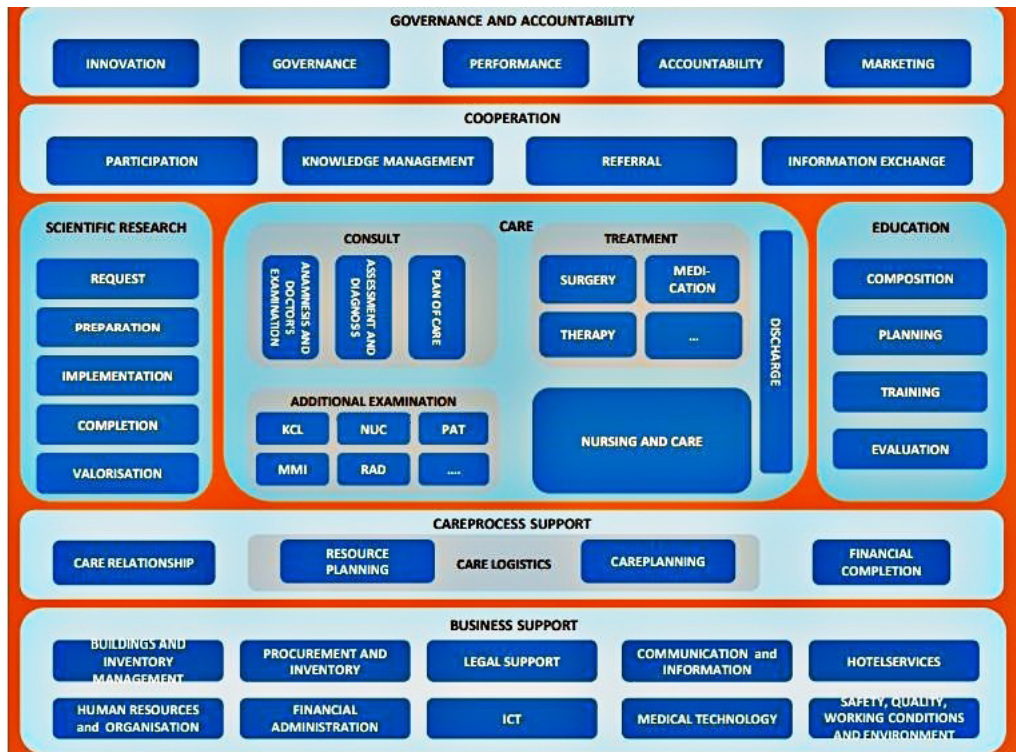 GOVERNANCE AND ACCOUNTABILITY
INNOVATION
GOVERNANCE
PERFORMANCE
ACCOUNTABILITY
MARKETING
COOPERATION
PARTICIPATION
KNOWLEDGE MANAGEMENT
REFERRAL
INFORMATION EXCHANGE
SCIENTIFIC RESEARCH
REQUEST
PREPARATION
IMPLEMENTATION
COMPLETION
VALORISATION
CARE
CONSULT
ANAMNESIS AND
DOCTOR'S
EXAMINATION
ASSESSMENT AND
DIAGNOSS
PLAN OF CARE
TREATMENT
SURGERY
MEDI-
CATION
THERAPY
...
DISCHARGE
ADDITIONAL EXAMINATION
KCL
NUC
PAT
MMI
RAD
....
NURSING AND CARE
EDUCATION
COMPOSITION
PLANNING
TRAINING
EVALUATION
CAREPROCESS SUPPORT
CARE RELATIONSHIP
RESOURCE
PLANNING
CARE LOGISTICS
CAREPLANNING
FINANCIAL
COMPLETION
BUSINESS SUPPORT
BUILDINGS AND
INVENTORY
MANAGEMENT
PROCUREMENT AND
INVENTORY
LEGAL SUPPORT
COMMUNICATION and
INFORMATION
HOTELSERVICES
HUMAN RESOURCES
and ORGANISATION
FINANCIAL
ADMINISTRATION
ICT
MEDICAL TECHNOLOGY
SAFETY, QUALITY,
WORKING CONDITIONS
AND ENVIRONMENT